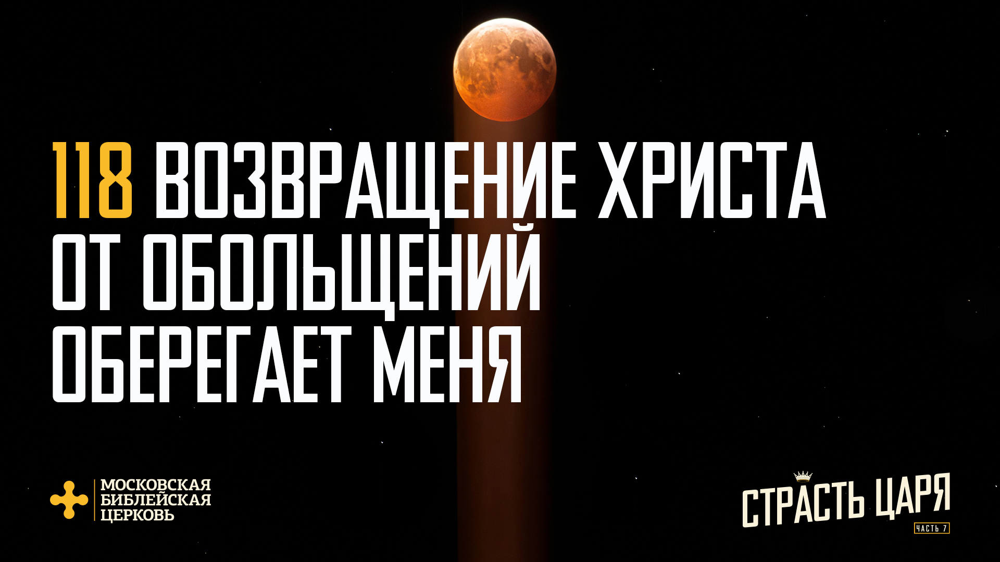 118 ВОЗВРАЩЕНИЕ ХРИСТА
ОТ ОБОЛЬЩЕНИЙ
ОБЕРЕГАЕТ МЕНЯ
МОСКОВСКАЯ
БИБЛЕЙСКАЯ
ЦЕРКОВЬ
СТРАСТЬ ЦАРЯ
ЧАСТЬ 7